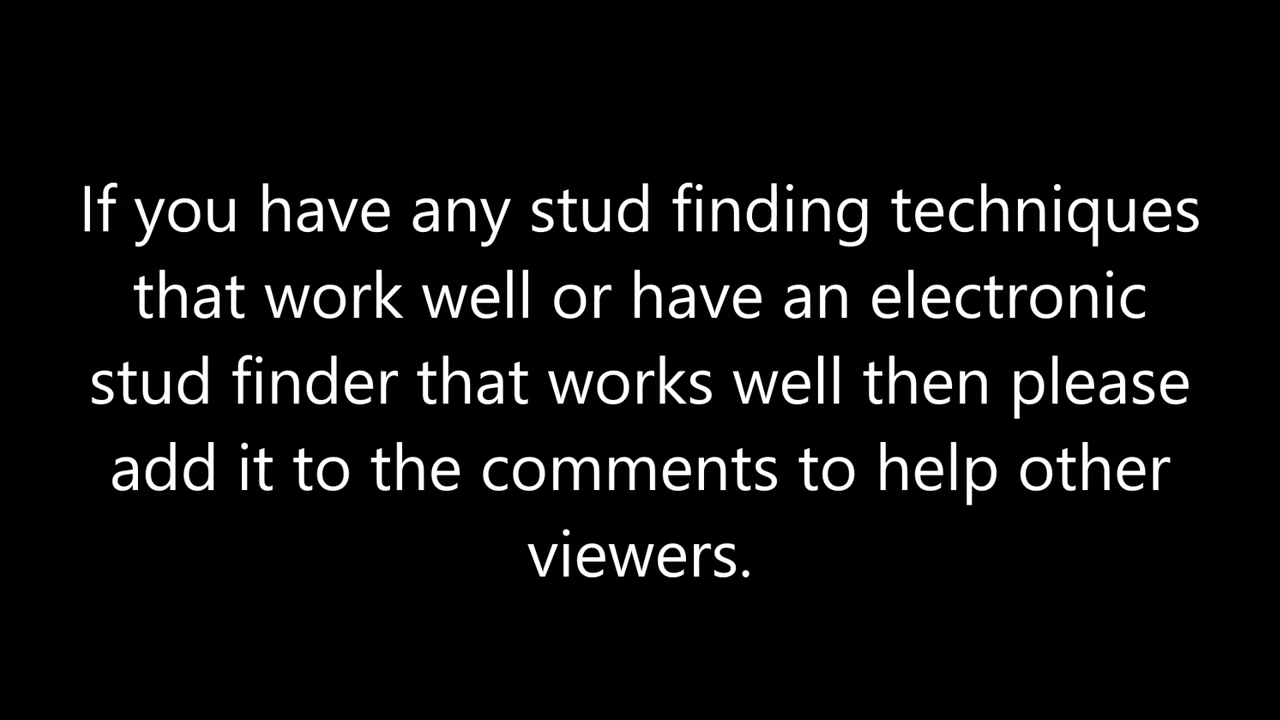 If you have any stud finding techniques
that work well or have an electronic
stud finder that works well then please
add it to the comments to help other
viewers.